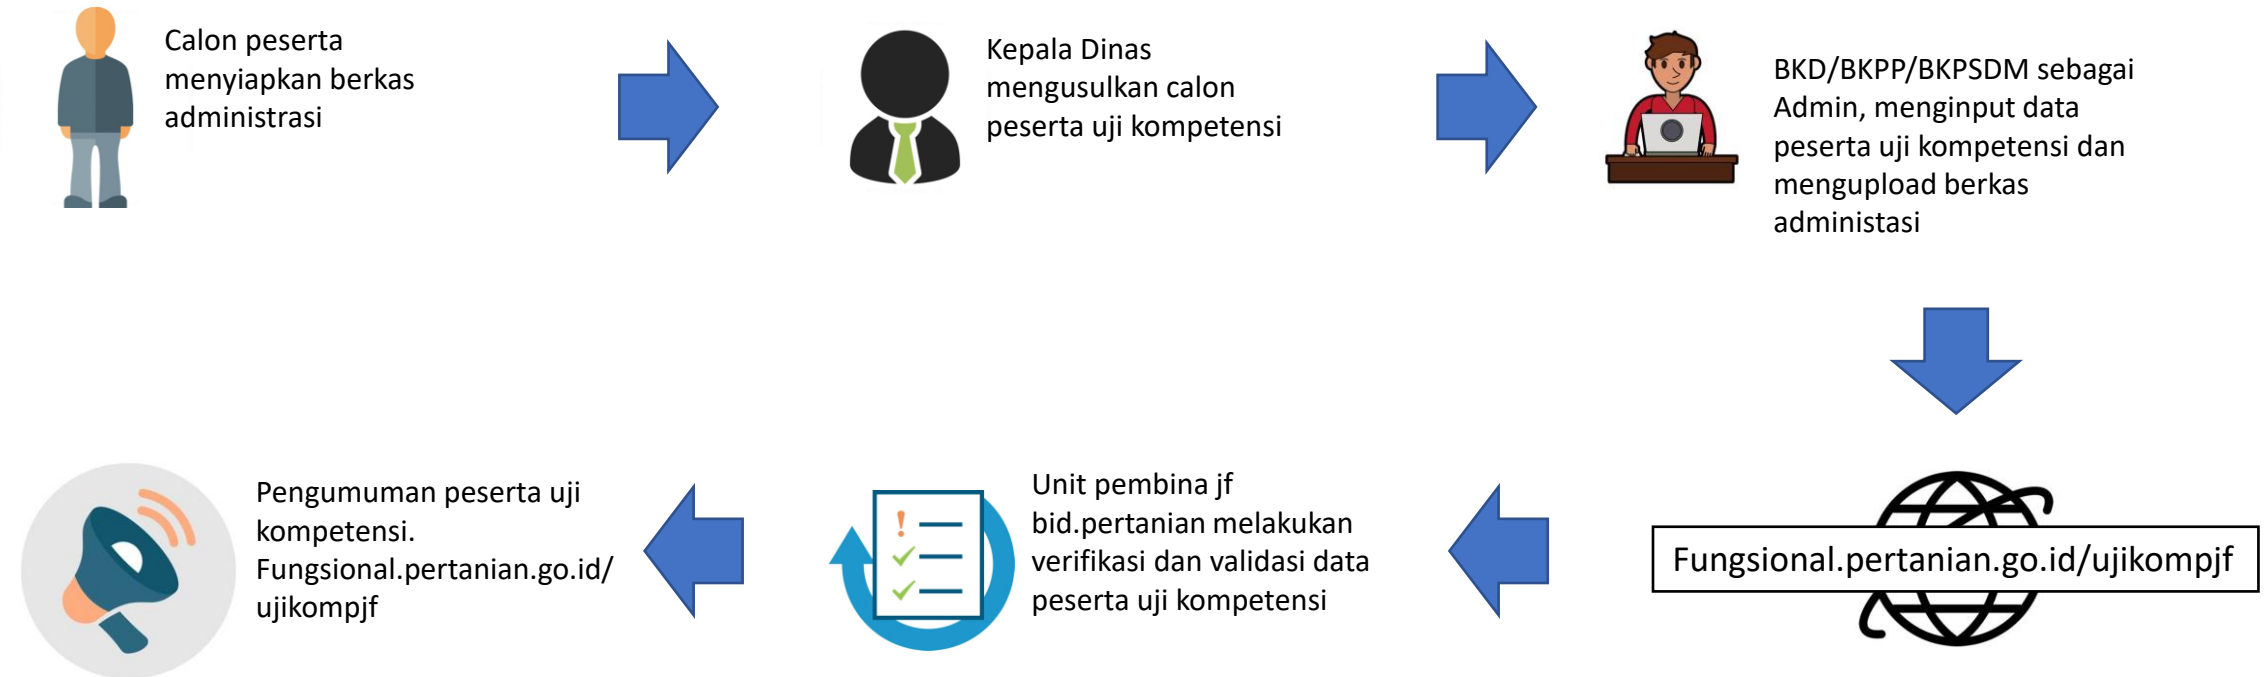 Calon peserta
menyiapkan berkas
administrasi
Kepala Dinas
mengusulkan calon
peserta uji kompetensi
BKD/BKPP/BKPSDM sebagai
Admin, menginput data
peserta uji kompetensi dan
mengupload berkas
administasi
Fungsional.pertanian.go.id/ujikompjf
Unit pembina jf
bid.pertanian melakukan
verifikasi dan validasi data
peserta uji kompetensi
Pengumuman peserta uji
kompetensi.
Fungsional.pertanian.go.id/
ujikompjf